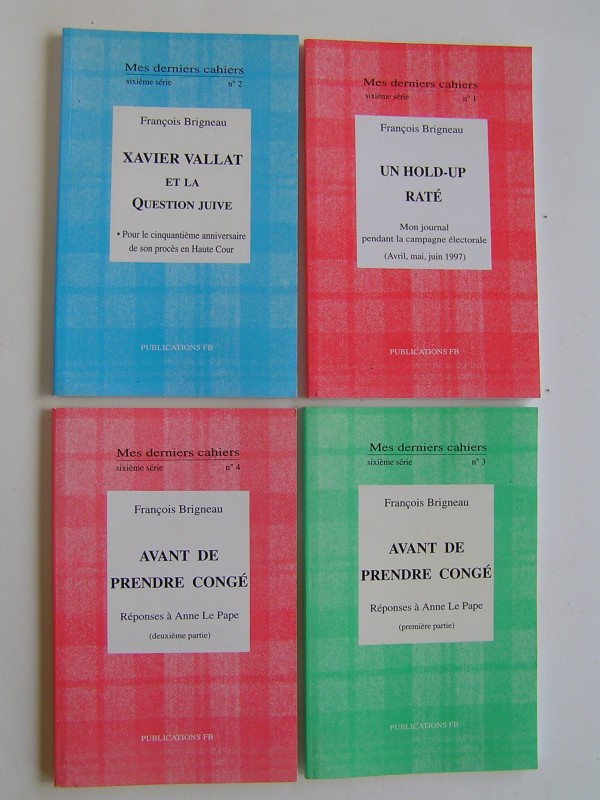 Mes derniers cahiers
sixième série n° 2
François Brigneau
XAVIER VALLAT
ET LA
QUESTION JUIVE
• Pour le cinquantième anniversaire
de son procès en Haute Cour
PUBLICATIONS FB
Mes derniers cahiers
sixième série n° 1
François Brigneau
UN HOLD-UP
RATÉ
Mon journal
pendant la campagne électorale
(Avril, mai, juin 1997)
PUBLICATIONS FB
Mes derniers cahiers
sixième série n° 4
François Brigneau
AVANT DE
PRENDRE CONGÉ
Réponses à Anne Le Pape
(deuxième partie)
PUBLICATIONS FB
Mes derniers cahiers
sixième série n° 3
François Brigneau
AVANT DE
PRENDRE CONGÉ
Réponses à Anne Le Pape
(première partie)
PUBLICATIONS FB